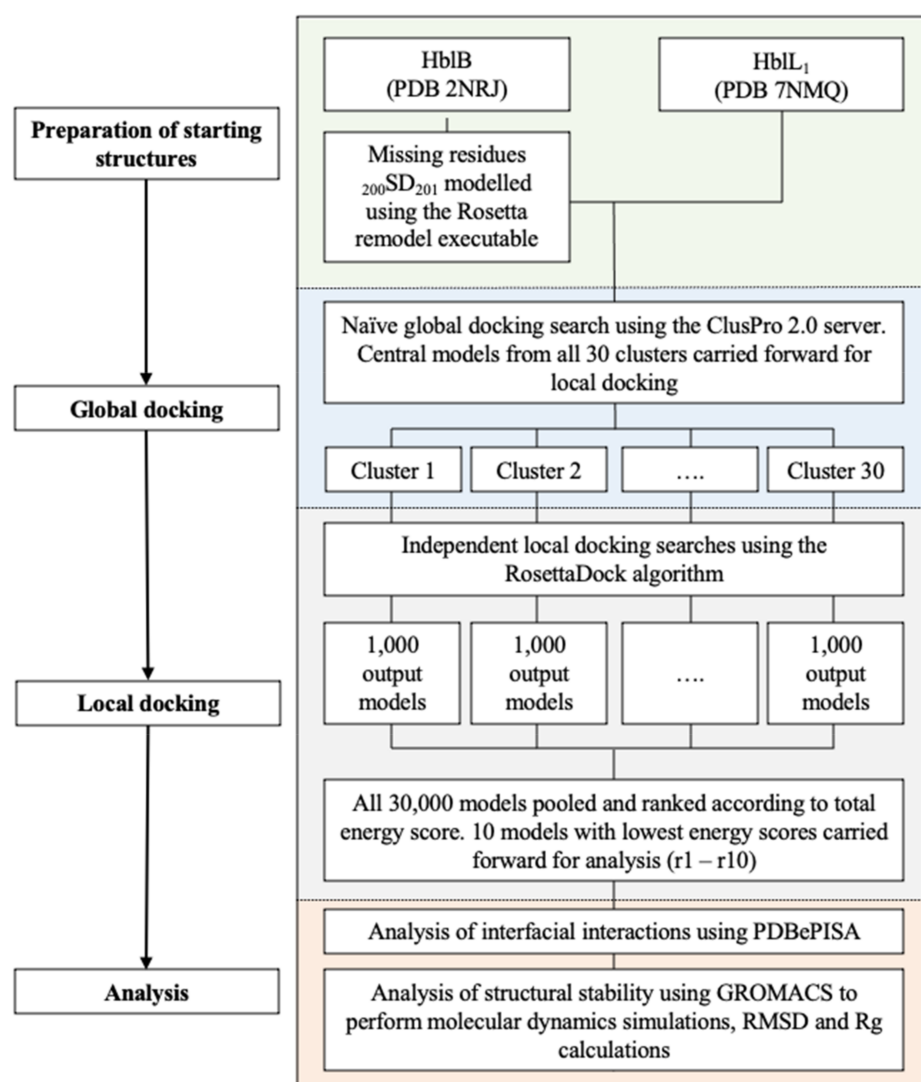 HblB
(PDB 2NRJ)
HblL₁
(PDB 7NMQ)
Preparation of starting
structures
Missing residues
₂₀₀SD₂₀₁ modelled
using the Rosetta
remodel executable
Naïve global docking search using the ClusPro 2.0 server.
Central models from all 30 clusters carried forward for
local docking
Global docking
Cluster 1
Cluster 2
….
Cluster 30
Independent local docking searches using the
RosettaDock algorithm
1,000
output
models
1,000
output
models
….
1,000
output
models
Local docking
All 30,000 models pooled and ranked according to total
energy score. 10 models with lowest energy scores carried
forward for analysis (r1 – r10)
Analysis of interfacial interactions using PDBePISA
Analysis
Analysis of structural stability using GROMACS to
perform molecular dynamics simulations, RMSD and Rg
calculations